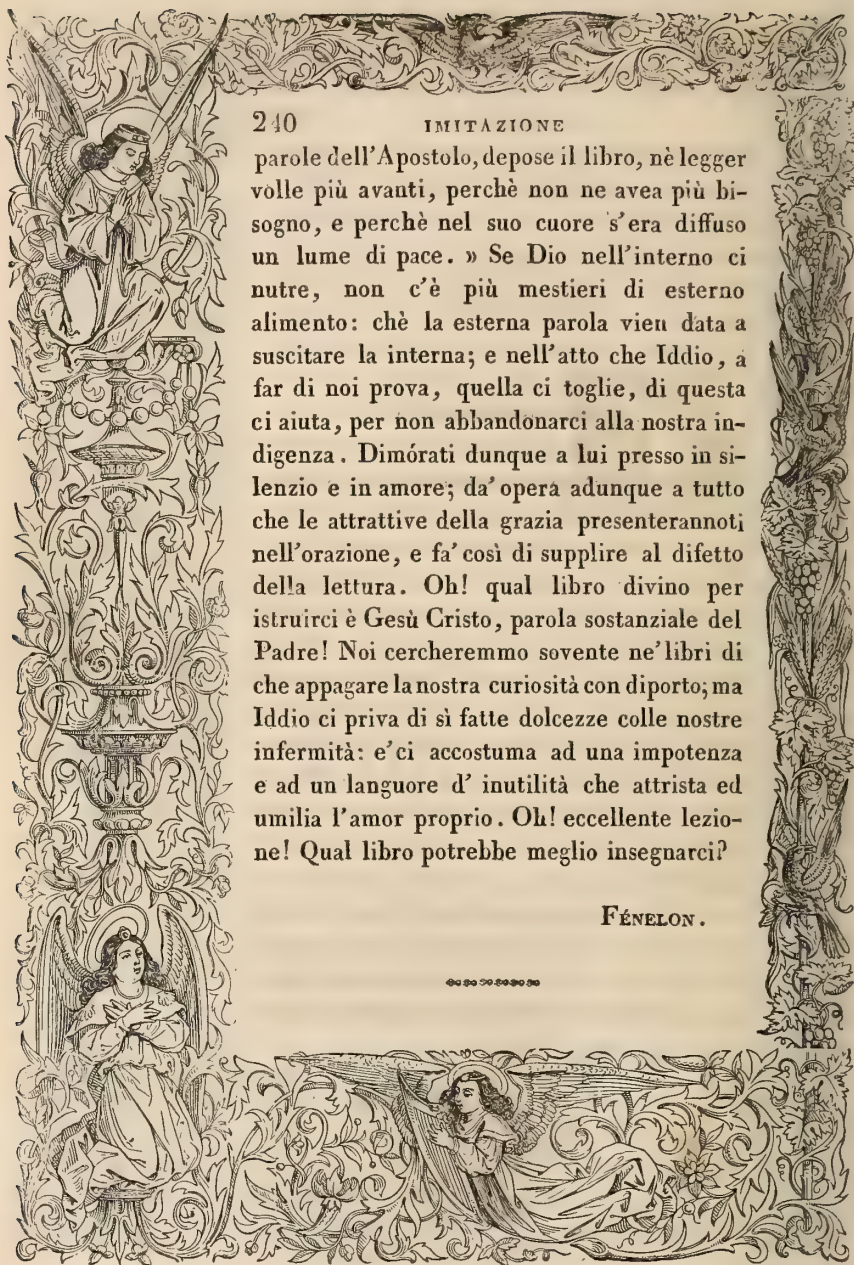 240 IMITAZIONE
parole dell'Apostolo, depose il libro, nè legger
volle più avanti, perchè non ne avea più bi-
sogno, e perchè nel suo cuore s'era diffuso
un lume di pace. » Se Dio nell'interno ci
nutre, non c'è più mestieri di esterno
alimento: chè la esterna parola vien data a
suscitare la interna; e nell'atto che Iddio, a
far di noi prova, quella ci toglie, di questa
ci aiuta, per non abbandonarci alla nostra in-
digenza. Dimórati dunque a lui presso in si-
lenzio e in amore; da' opera adunque a tutto
che le attrattive della grazia presenterannoti
nell'orazione, e fa' così di supplire al difetto
della lettura. Oh! qual libro divino per
istruirci è Gesù Cristo, parola sostanziale del
Padre! Noi cercheremmo sovente ne' libri di
che appagare la nostra curiosità con diporto; ma
Iddio ci priva di sì fatte dolcezze colle nostre
infermità: e' ci accostuma ad una impotenza
e ad un languore d' inutilità che attrista ed
umilia l'amor proprio. Oh! eccellente lezio-
ne! Qual libro potrebbe meglio insegnarci?
FÉNELON.